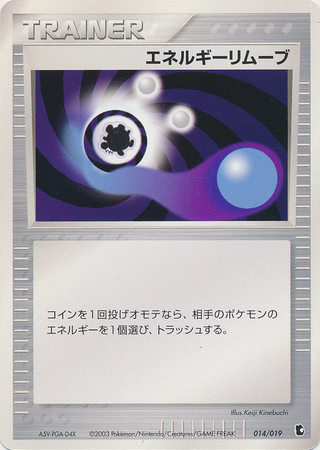 TRAINER
エネルギーリムーブ
コインを1回投げオモテなら、相手のポケモンの
エネルギーを1個選び、トラッシュする。
Illus.Keiji Kinebuchi
A5V-PGA-D4X ©2003 Pokémon/Nintendo/Creatures/GAME FREAK 014/019